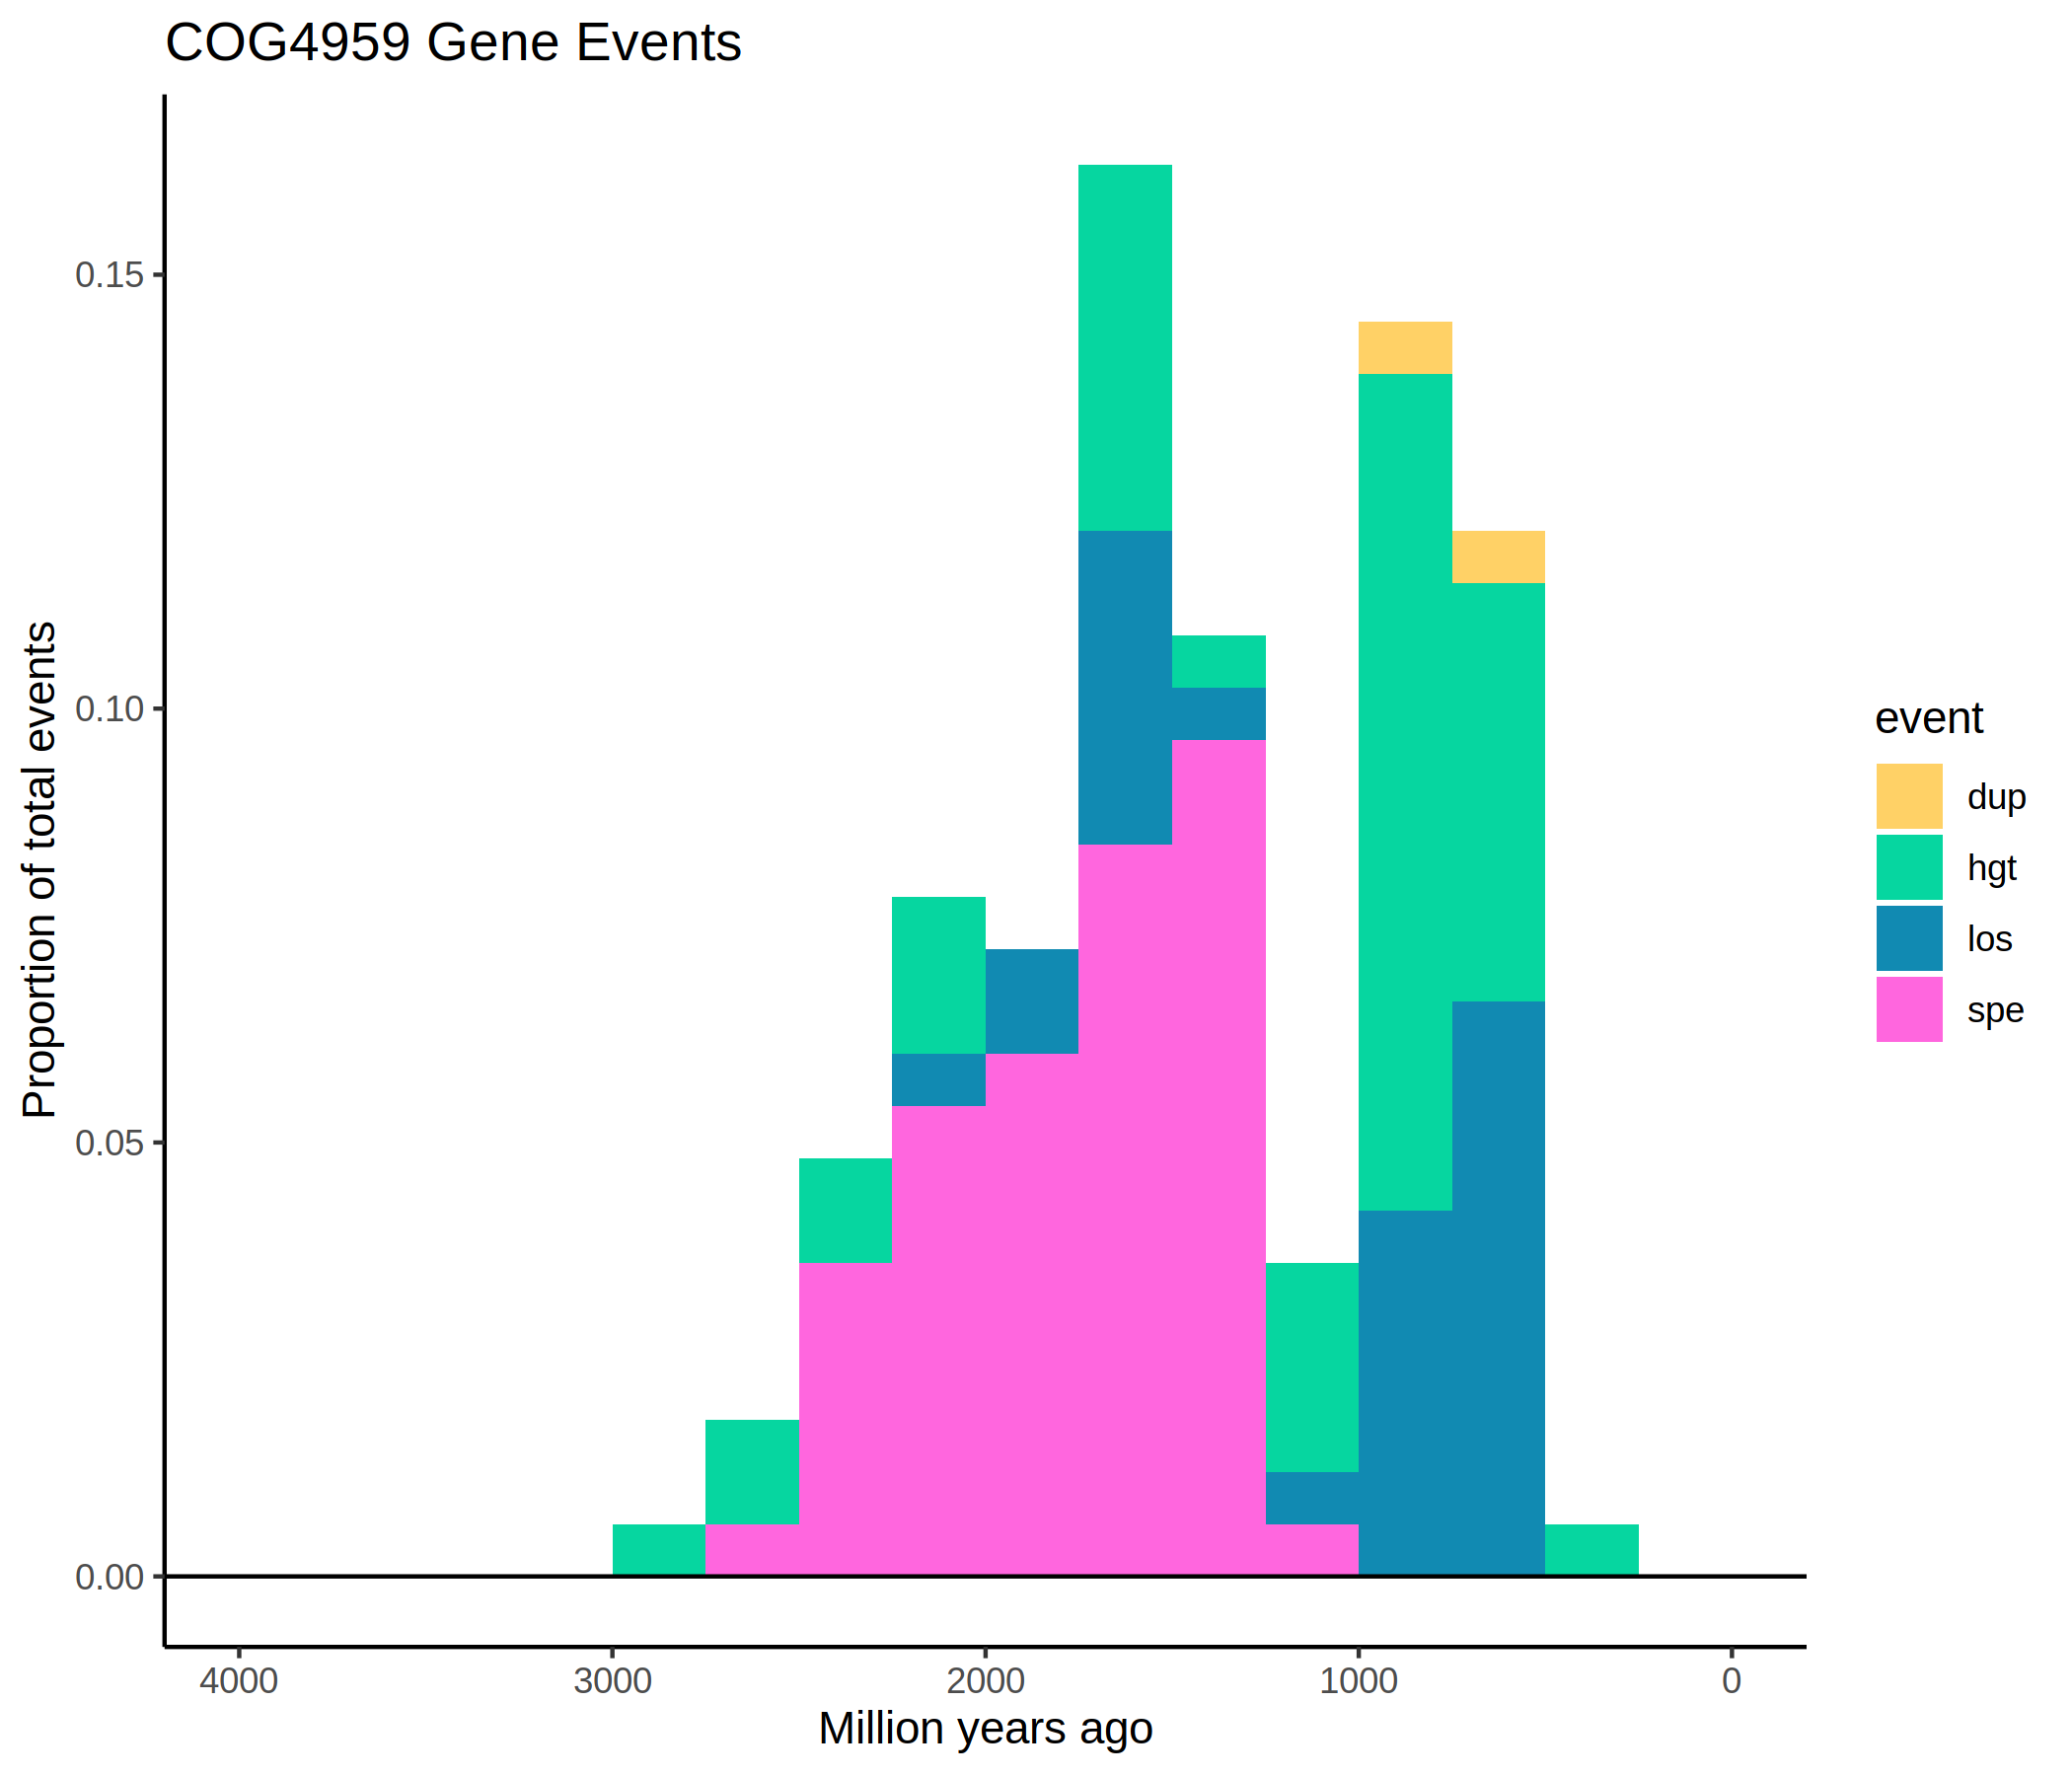 COG4959 Gene Events
Proportion of total events
0.15
0.10
0.05
0.00
4000 3000 2000 1000 0
Million years ago
event
dup
hgt
los
spe